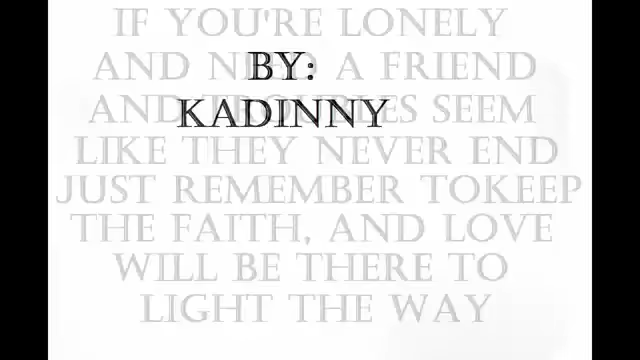 IF YOU'RE LONELY
AND A FRIEND
BY:
AND SEEM
KADINNY
LIKE THEY NEVER END
JUST REMEMBER TOKEEP
THE FAITH, AND LOVE
WILL BE THERE TO
LIGHT THE WAY